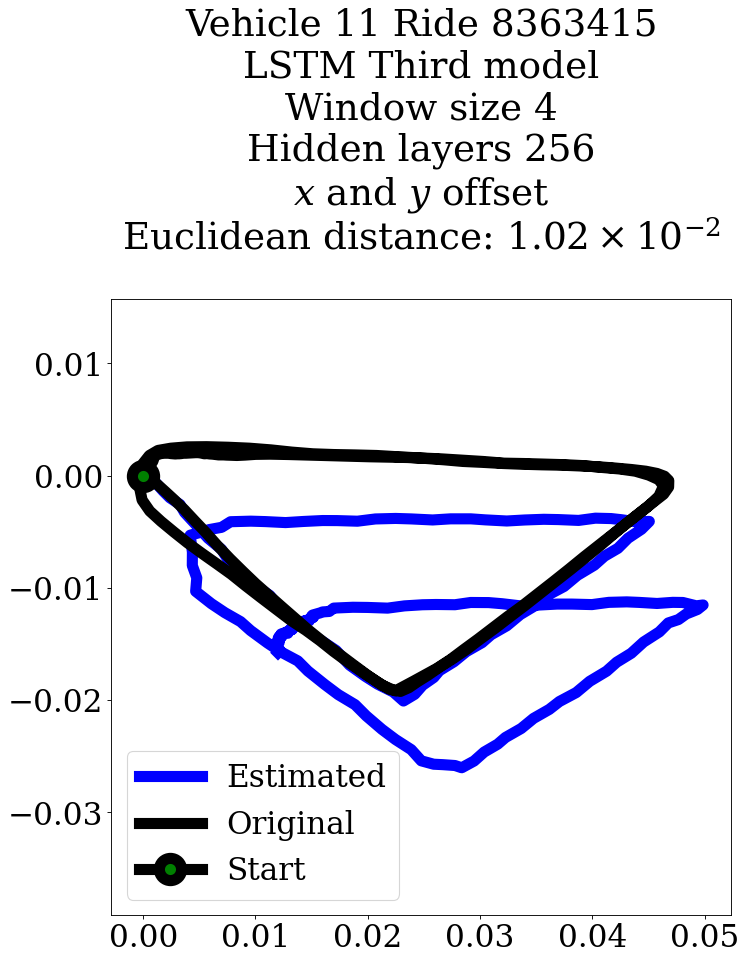 Vehicle 11 Ride 8363415
LSTM Third model
Window size 4
Hidden layers 256
x and y offset
Euclidean distance: 1.02 × 10⁻²
0.01
0.00
−0.01
−0.02
−0.03
Estimated
Original
Start
0.00 0.01 0.02 0.03 0.04 0.05